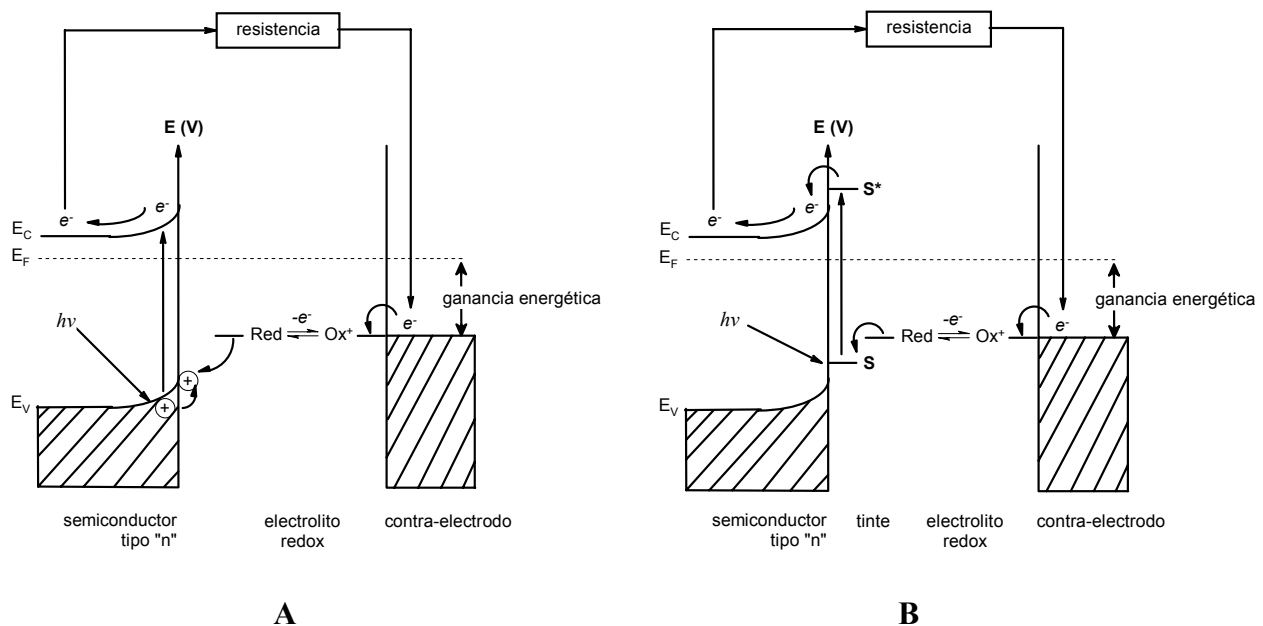 resistencia
E (V)
e-
e-
EC
EF
ganancia energética
hν
-e-
Red ⇌ Ox+
e-
+
+
EV
semiconductor
tipo "n"
electrolito
redox
contra-electrodo
A
resistencia
E (V)
S*
e-
e-
EC
EF
ganancia energética
hν
-e-
Red ⇌ Ox+
e-
S
EV
semiconductor
tipo "n"
tinte
electrolito
redox
contra-electrodo
B